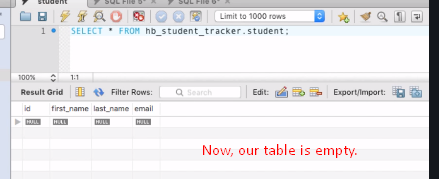 student
SQL File 5*
SQL File 6*
Limit to 1000 rows
1
SELECT * FROM hb_student_tracker.student;
100%
1:1
Result Grid
Filter Rows:
Search
Edit:
Export/Import:
id
first_name
last_name
email
NULL
NULL
NULL
NULL
Now, our table is empty.